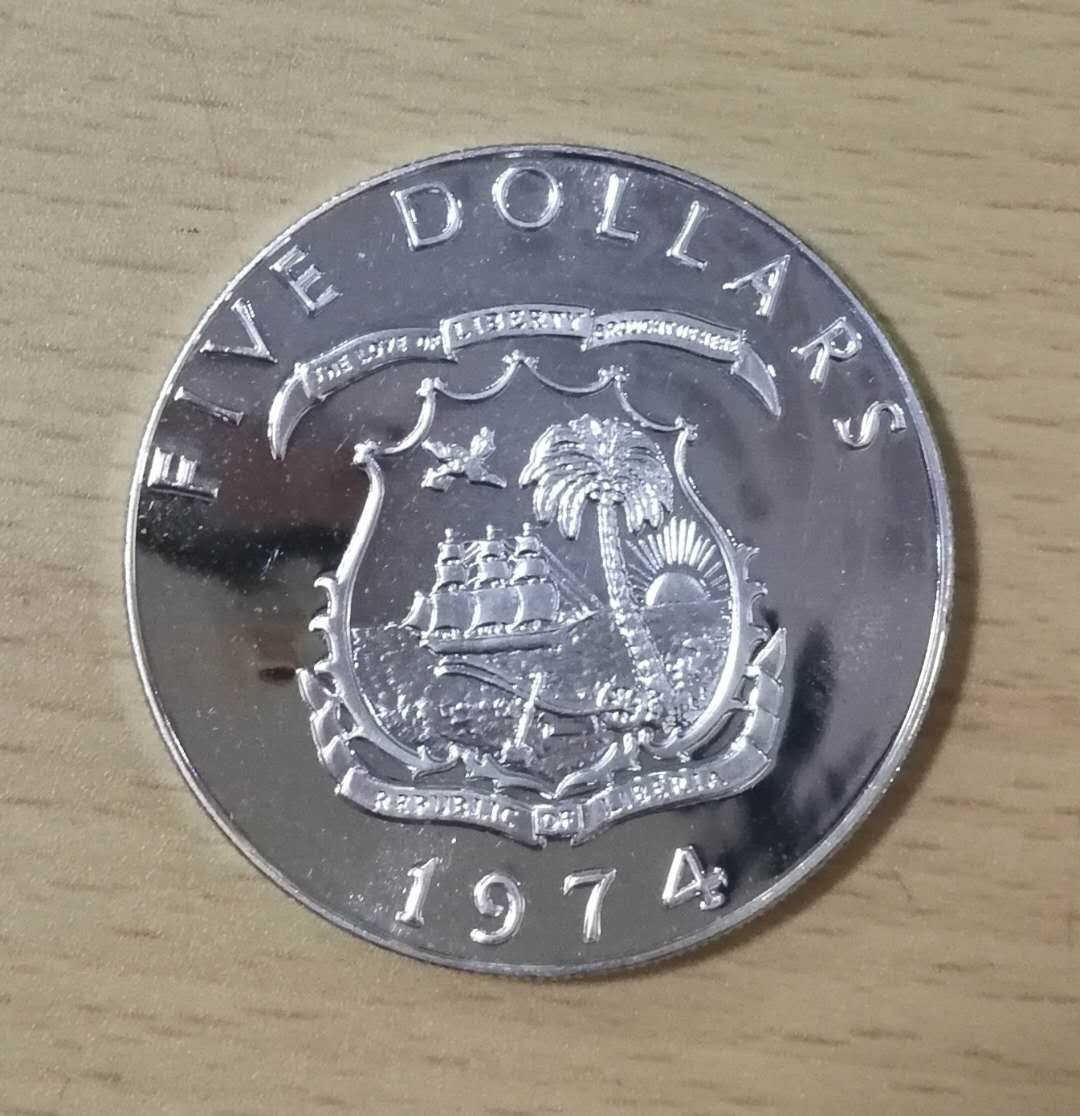 FIVE DOLLARS
THE LOVE OF LIBERTY BROUGHT US HERE
REPUBLIC OF LIBERIA
1974